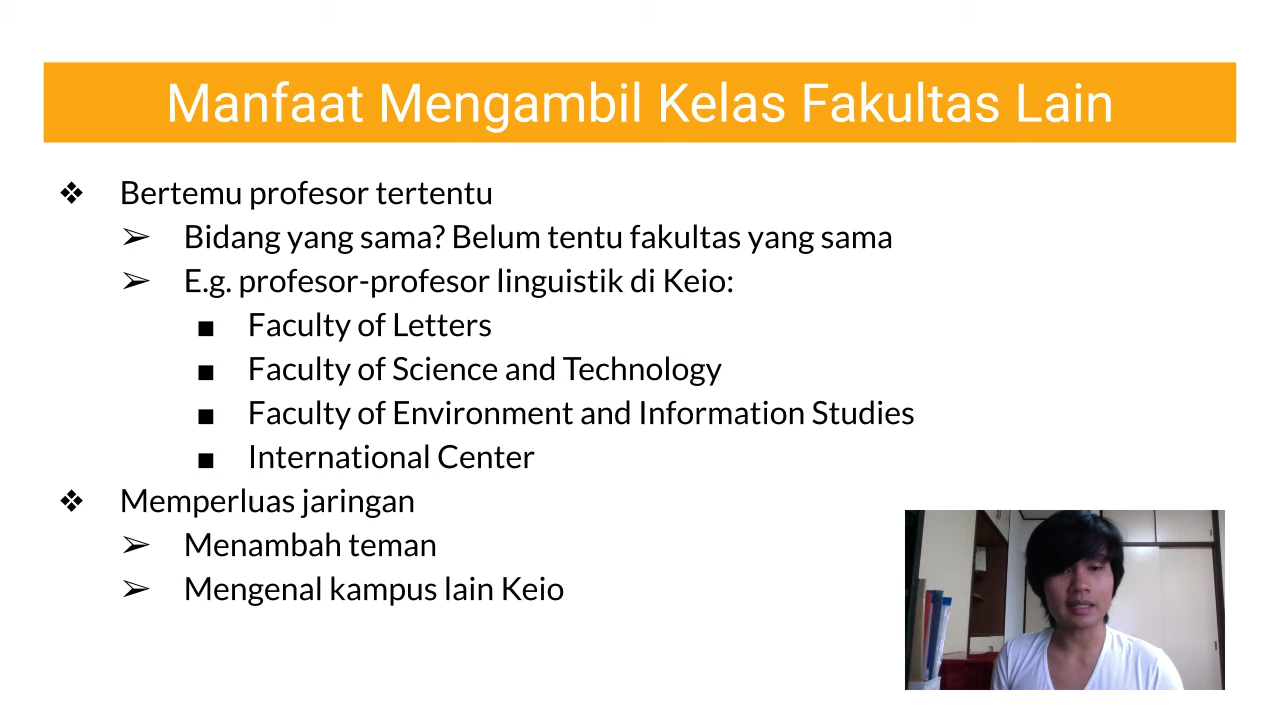 Manfaat Mengambil Kelas Fakultas Lain
❖ Bertemu profesor tertentu
➢ Bidang yang sama? Belum tentu fakultas yang sama
➢ E.g. profesor-profesor linguistik di Keio:
■ Faculty of Letters
■ Faculty of Science and Technology
■ Faculty of Environment and Information Studies
■ International Center
❖ Memperluas jaringan
➢ Menambah teman
➢ Mengenal kampus lain Keio